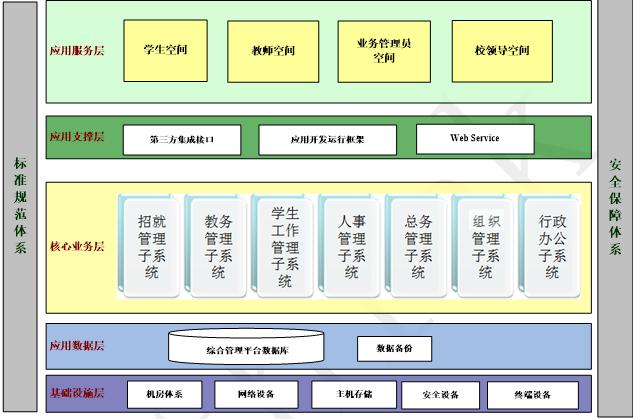 标准规范体系
应用服务层
学生空间
教师空间
业务管理员
空间
校领导空间
应用支撑层
第三方集成接口
应用开发运行框架
Web Service
核心业务层
招就
管理
子系
统
教务
管理
子系
统
学生
工作
管理
子系
统
人事
管理
子系
统
总务
管理
子系
统
组织
管理
子系
统
行政
办公
子系
统
应用数据层
综合管理平台数据库
数据备份
基础设施层
机房体系
网络设备
主机存储
安全设备
终端设备
安全保障体系